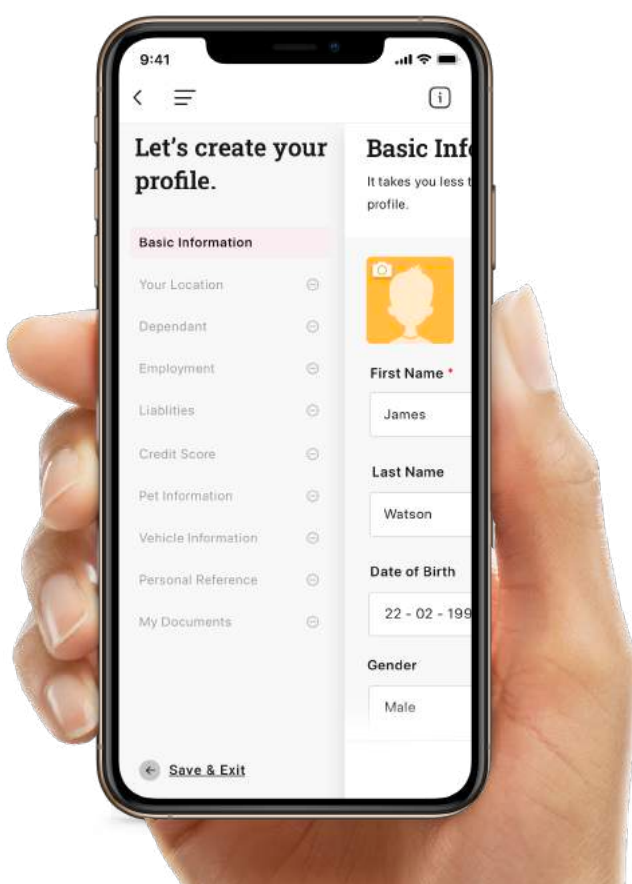 9:41
Let's create your
profile.
Basic Information
Your Location
Dependant
Employment
Liablities
Credit Score
Pet Information
Vehicle Information
Personal Reference
My Documents
Save & Exit
i
Basic Inf
It takes you less
profile.
First Name *
James
Last Name
Watson
Date of Birth
22 - 02 - 199
Gender
Male